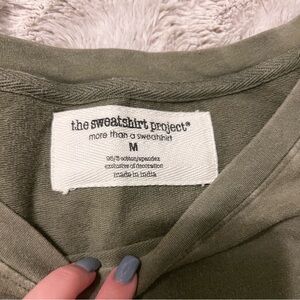 the sweatshirt project®
more than a sweatshirt
M
95/5 cotton/spandex
exclusive of decoration
made in india